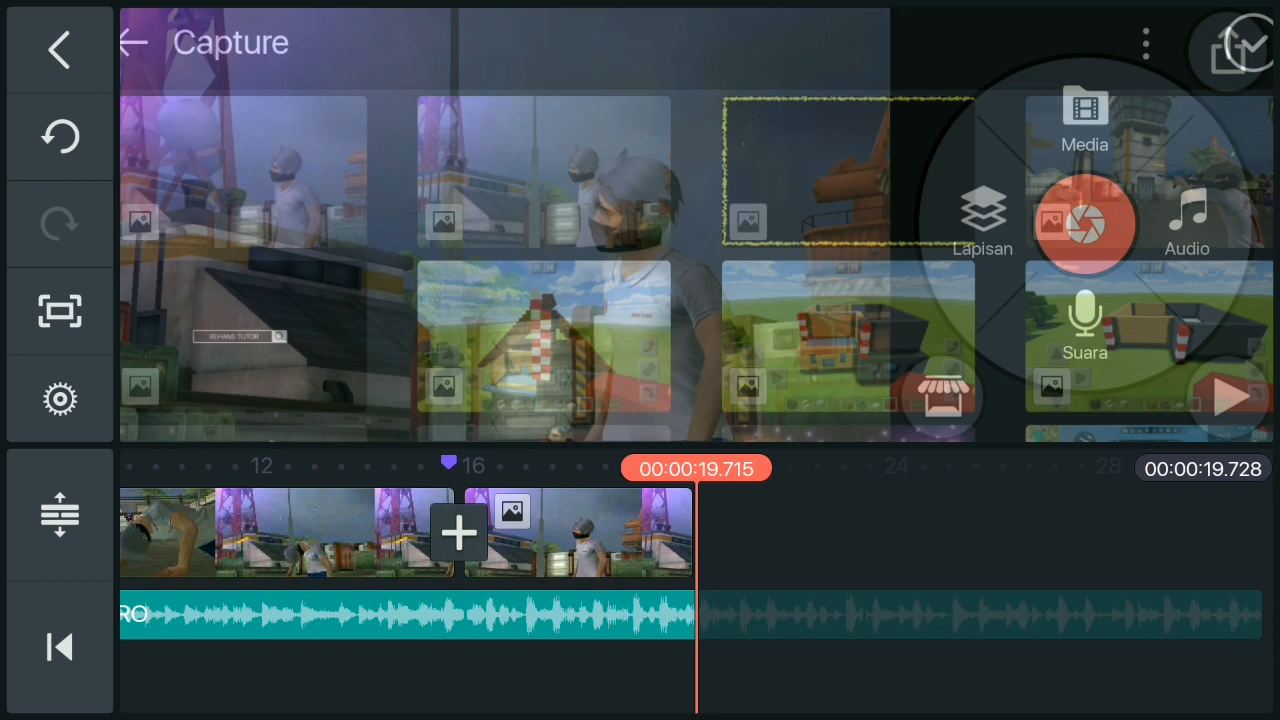 Capture
Media
Lapisan
Audio
Suara
REHANS TUTOR
12
16
00:00:19.715
24
28
00:00:19.728
RO